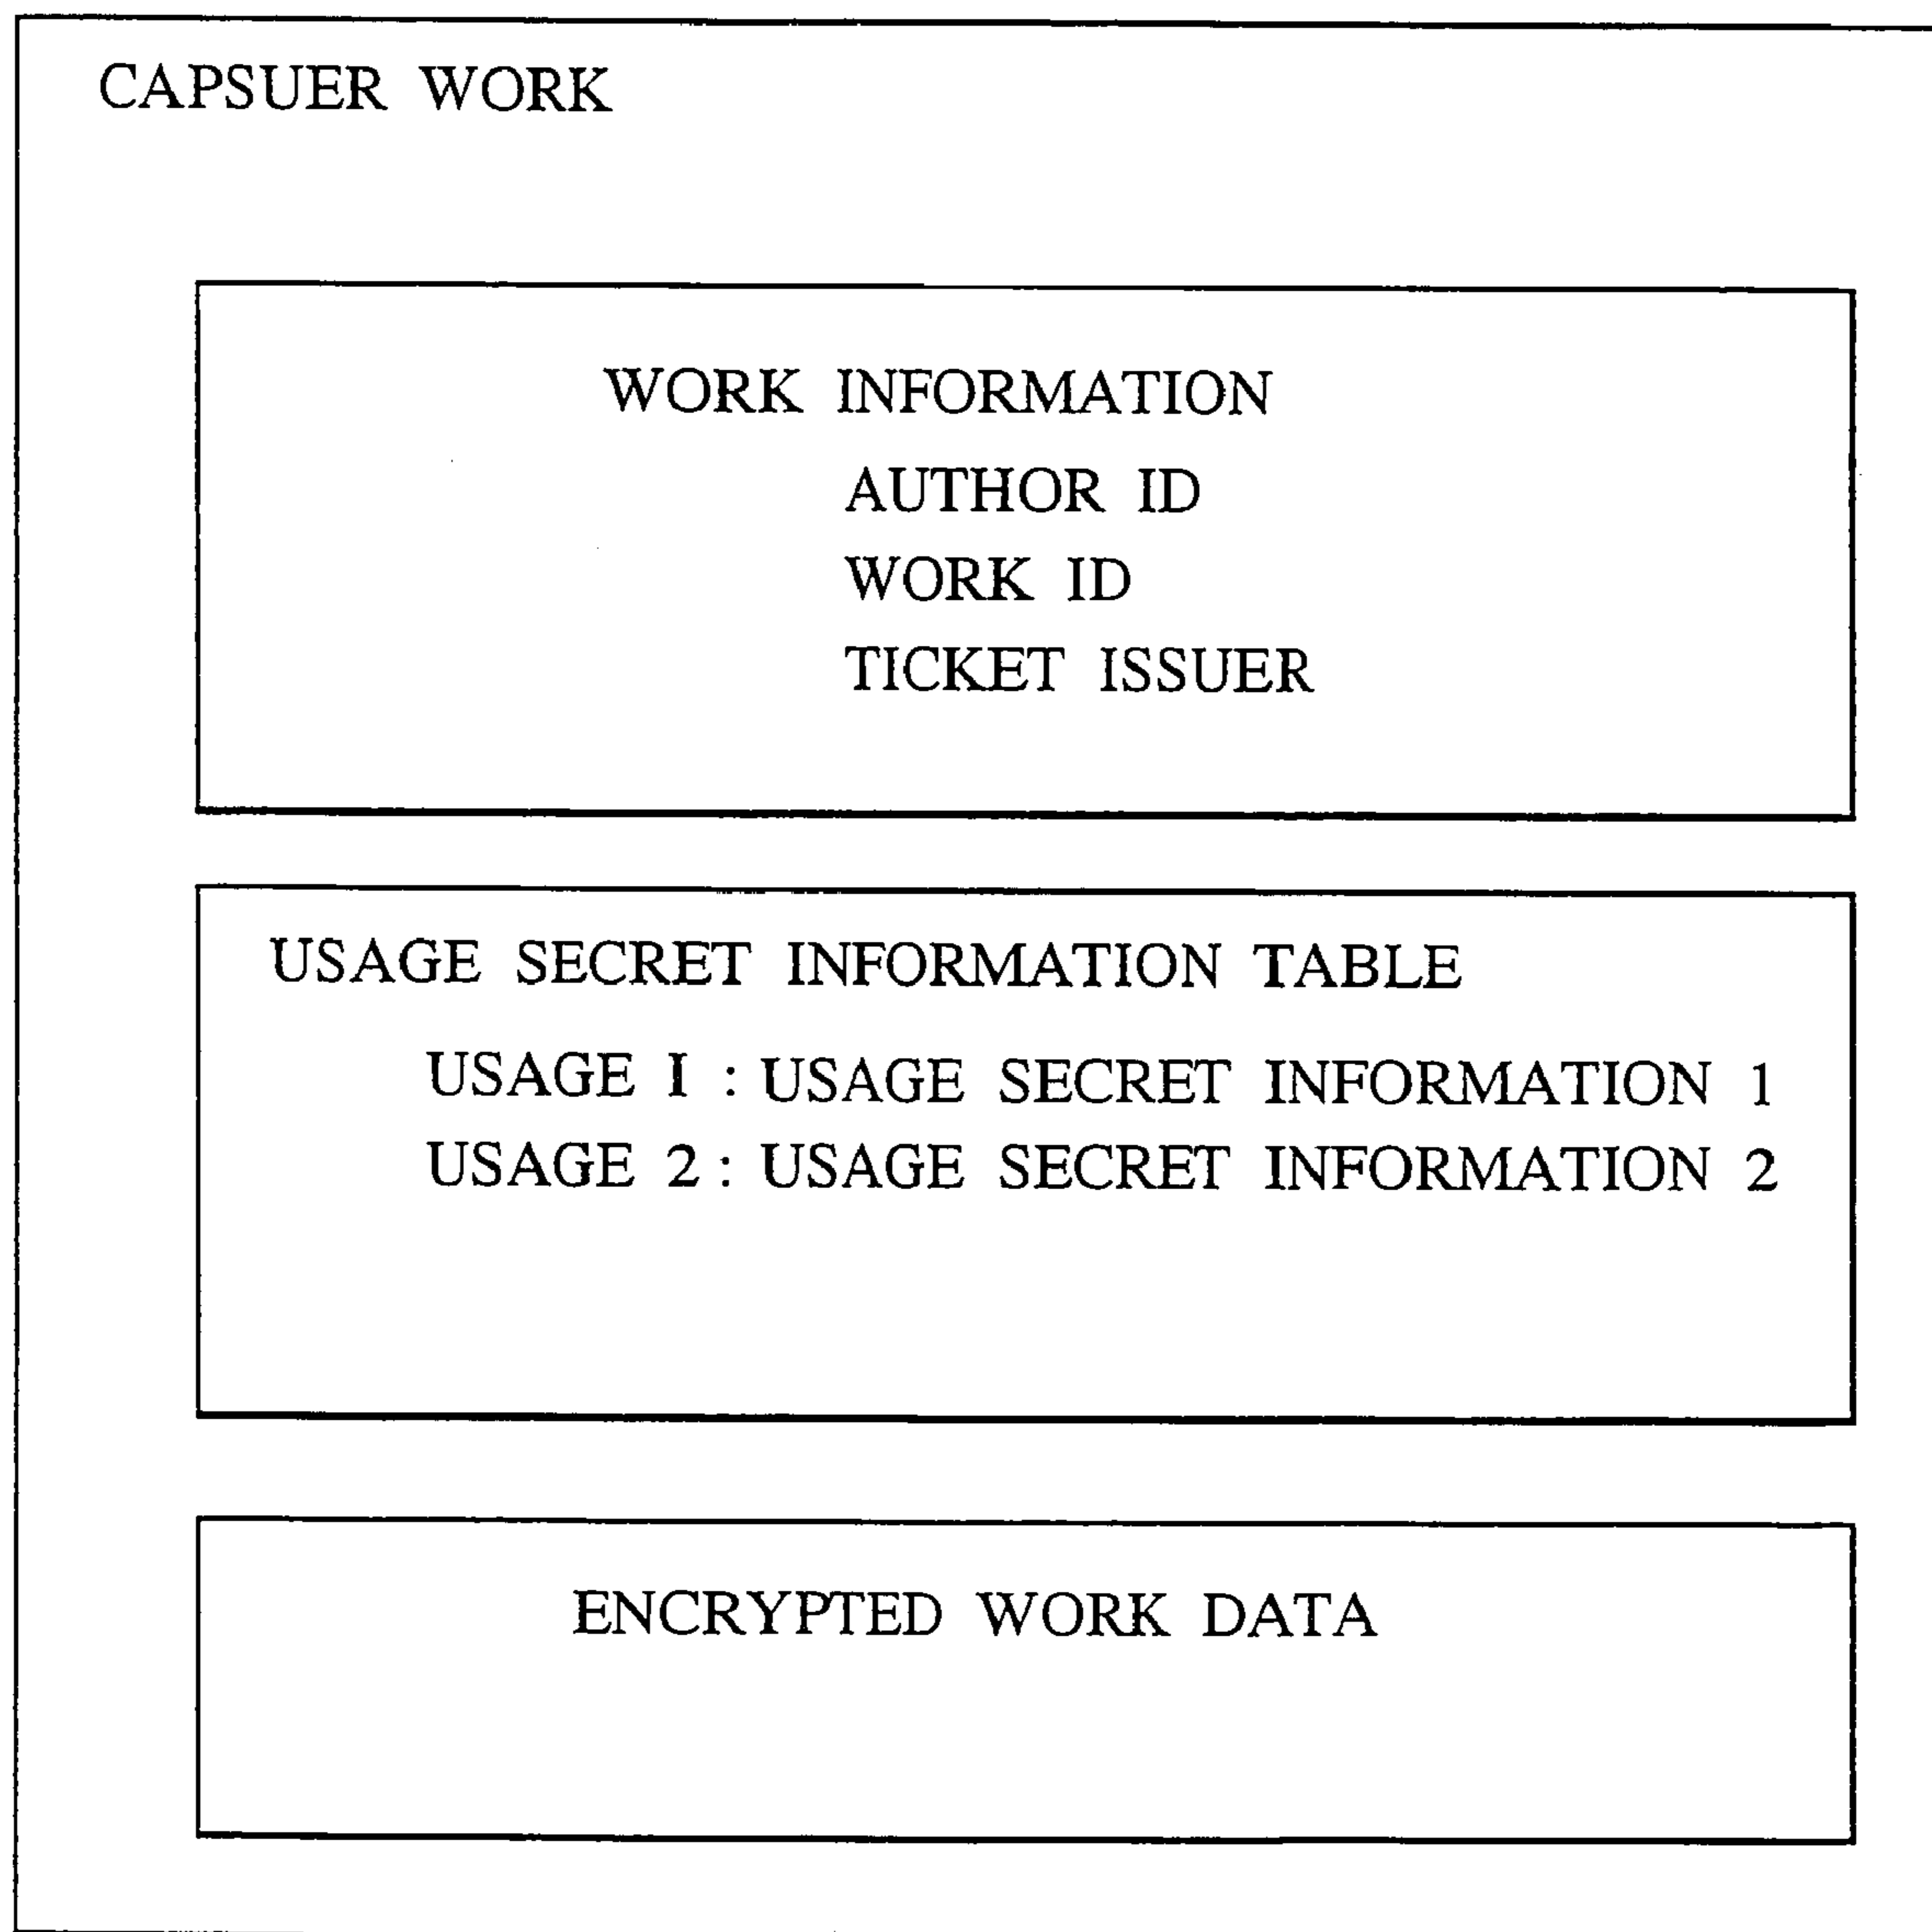 CAPSUER WORK
WORK INFORMATION
AUTHOR ID
WORK ID
TICKET ISSUER
USAGE SECRET INFORMATION TABLE
USAGE I : USAGE SECRET INFORMATION 1
USAGE 2 : USAGE SECRET INFORMATION 2
ENCRYPTED WORK DATA